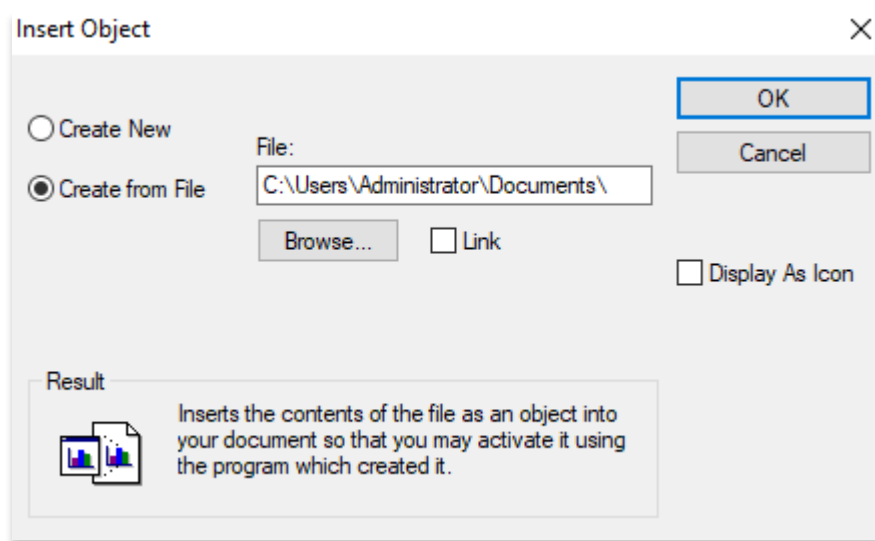 Insert Object
OK
Create New
File:
Cancel
Create from File
C:\Users\Administrator\Documents\
Browse...
Link
Display As Icon
Result
Inserts the contents of the file as an object into
your document so that you may activate it using
the program which created it.